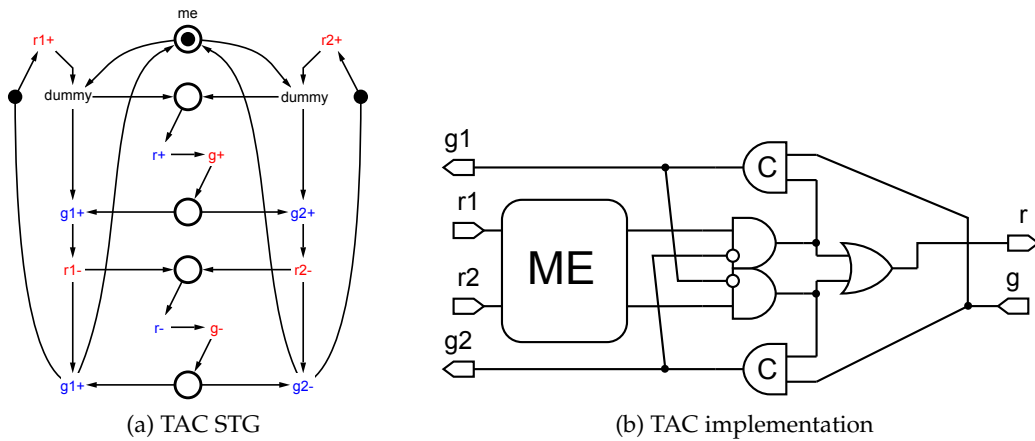 me
r1+ r2+
dummy dummy
r+ g+
g1+ g2+
r1- r2-
r- g-
g1+ g2-
(a) TAC STG
g1
C
r1
r
ME
r2
g
g2
C
(b) TAC implementation